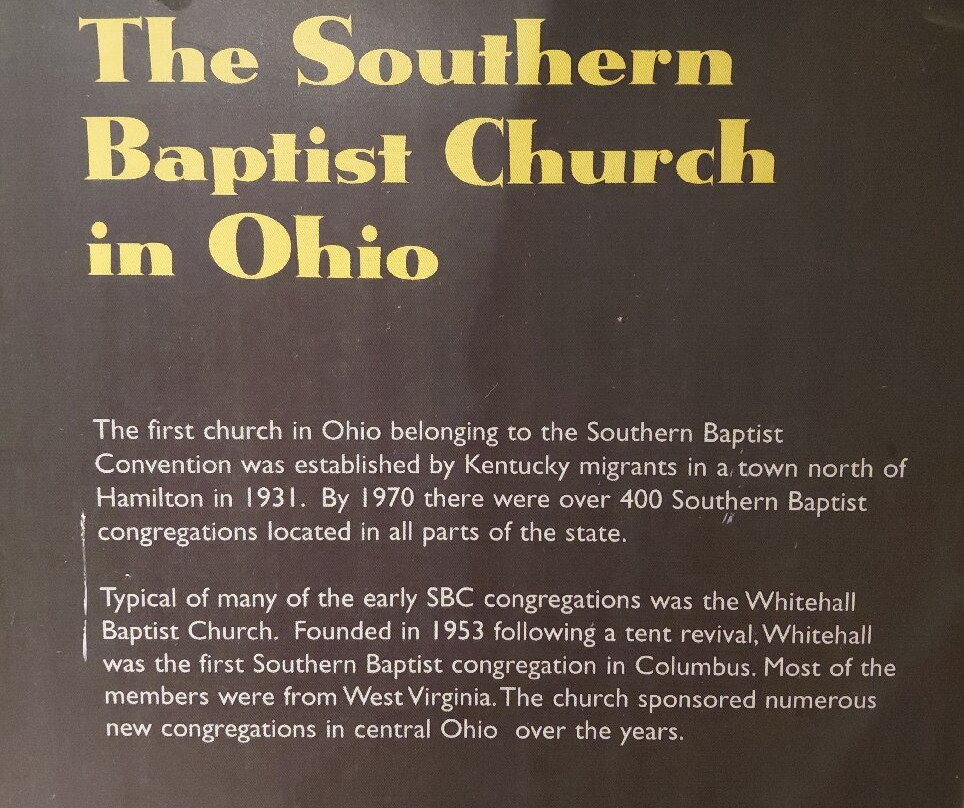 The Southern
Baptist Church
in Ohio
The first church in Ohio belonging to the Southern Baptist
Convention was established by Kentucky migrants in a town north of
Hamilton in 1931. By 1970 there were over 400 Southern Baptist
congregations located in all parts of the state.
Typical of many of the early SBC congregations was the Whitehall
Baptist Church. Founded in 1953 following a tent revival, Whitehall
was the first Southern Baptist congregation in Columbus. Most of the
members were from West Virginia. The church sponsored numerous
new congregations in central Ohio over the years.